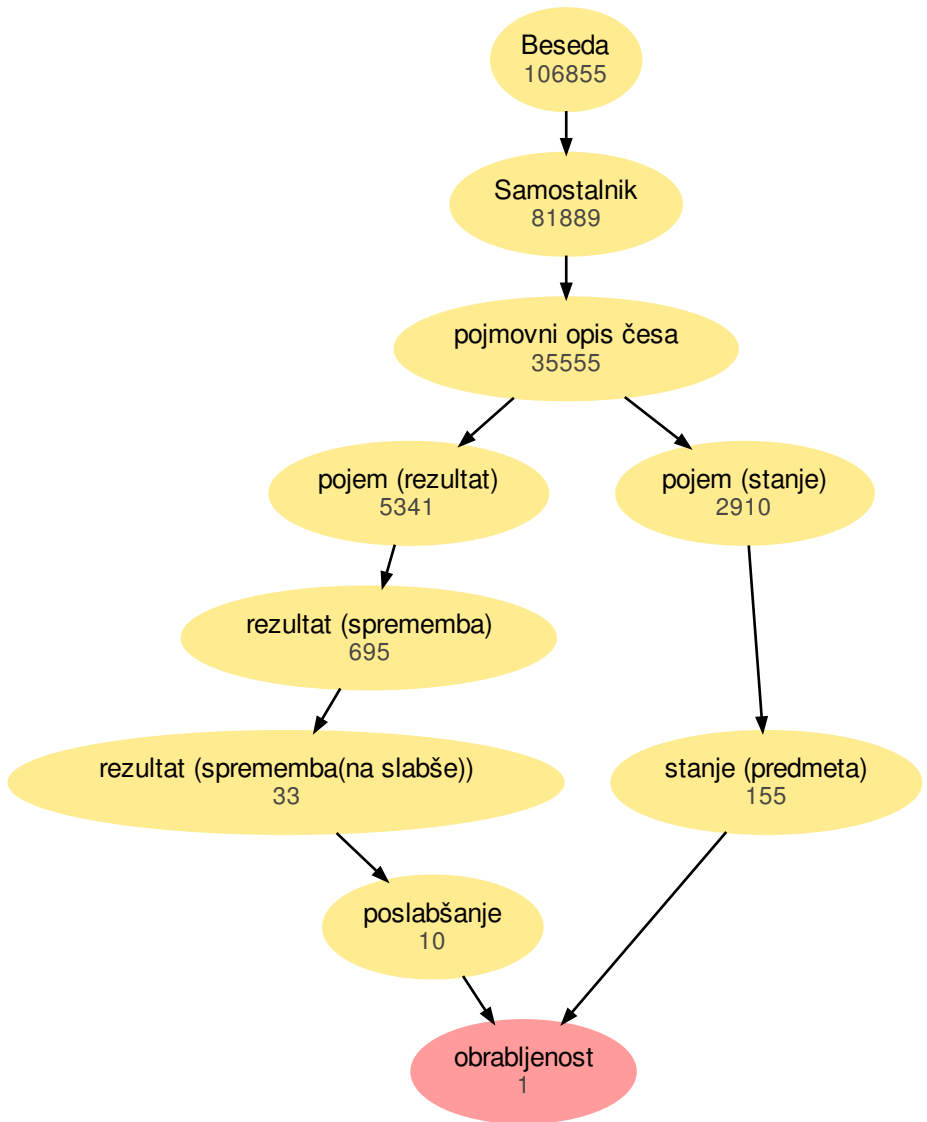 Beseda
106855
Samostalnik
81889
pojmovni opis česa
35555
pojem (rezultat)
5341
pojem (stanje)
2910
rezultat (sprememba)
695
rezultat (sprememba(na slabše))
33
stanje (predmeta)
155
poslabšanje
10
obrabljenost
1